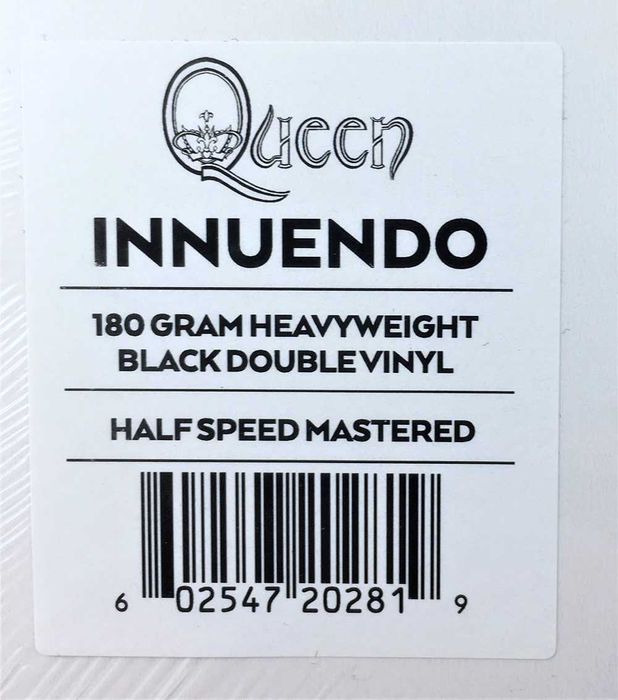 Queen
INNUENDO
180 GRAM HEAVYWEIGHT
BLACK DOUBLE VINYL
HALF SPEED MASTERED
6 02547 20281 9